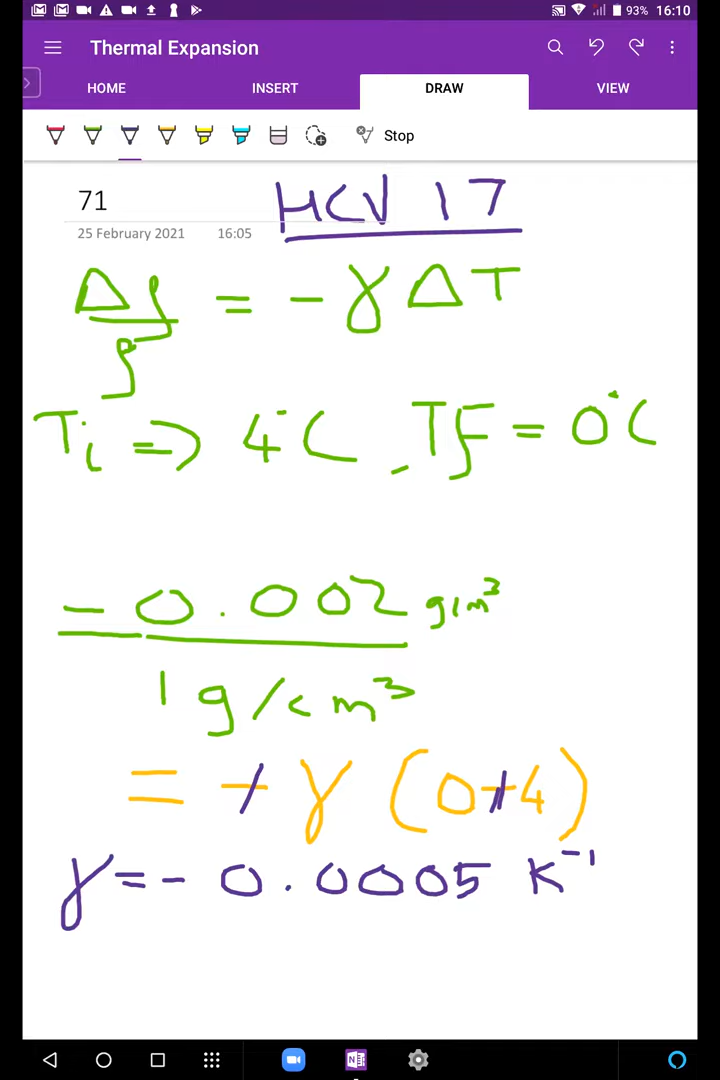 93% 16:10
Thermal Expansion
HOME INSERT DRAW VIEW
Stop
71 HCV 17
25 February 2021 16:05
Δρ/ρ = -γ ΔT
Ti => 4°C, Tf = 0°C
-0.002 g/cm³
1 g/cm³
= +γ (0+4)
γ = -0.0005 K⁻¹